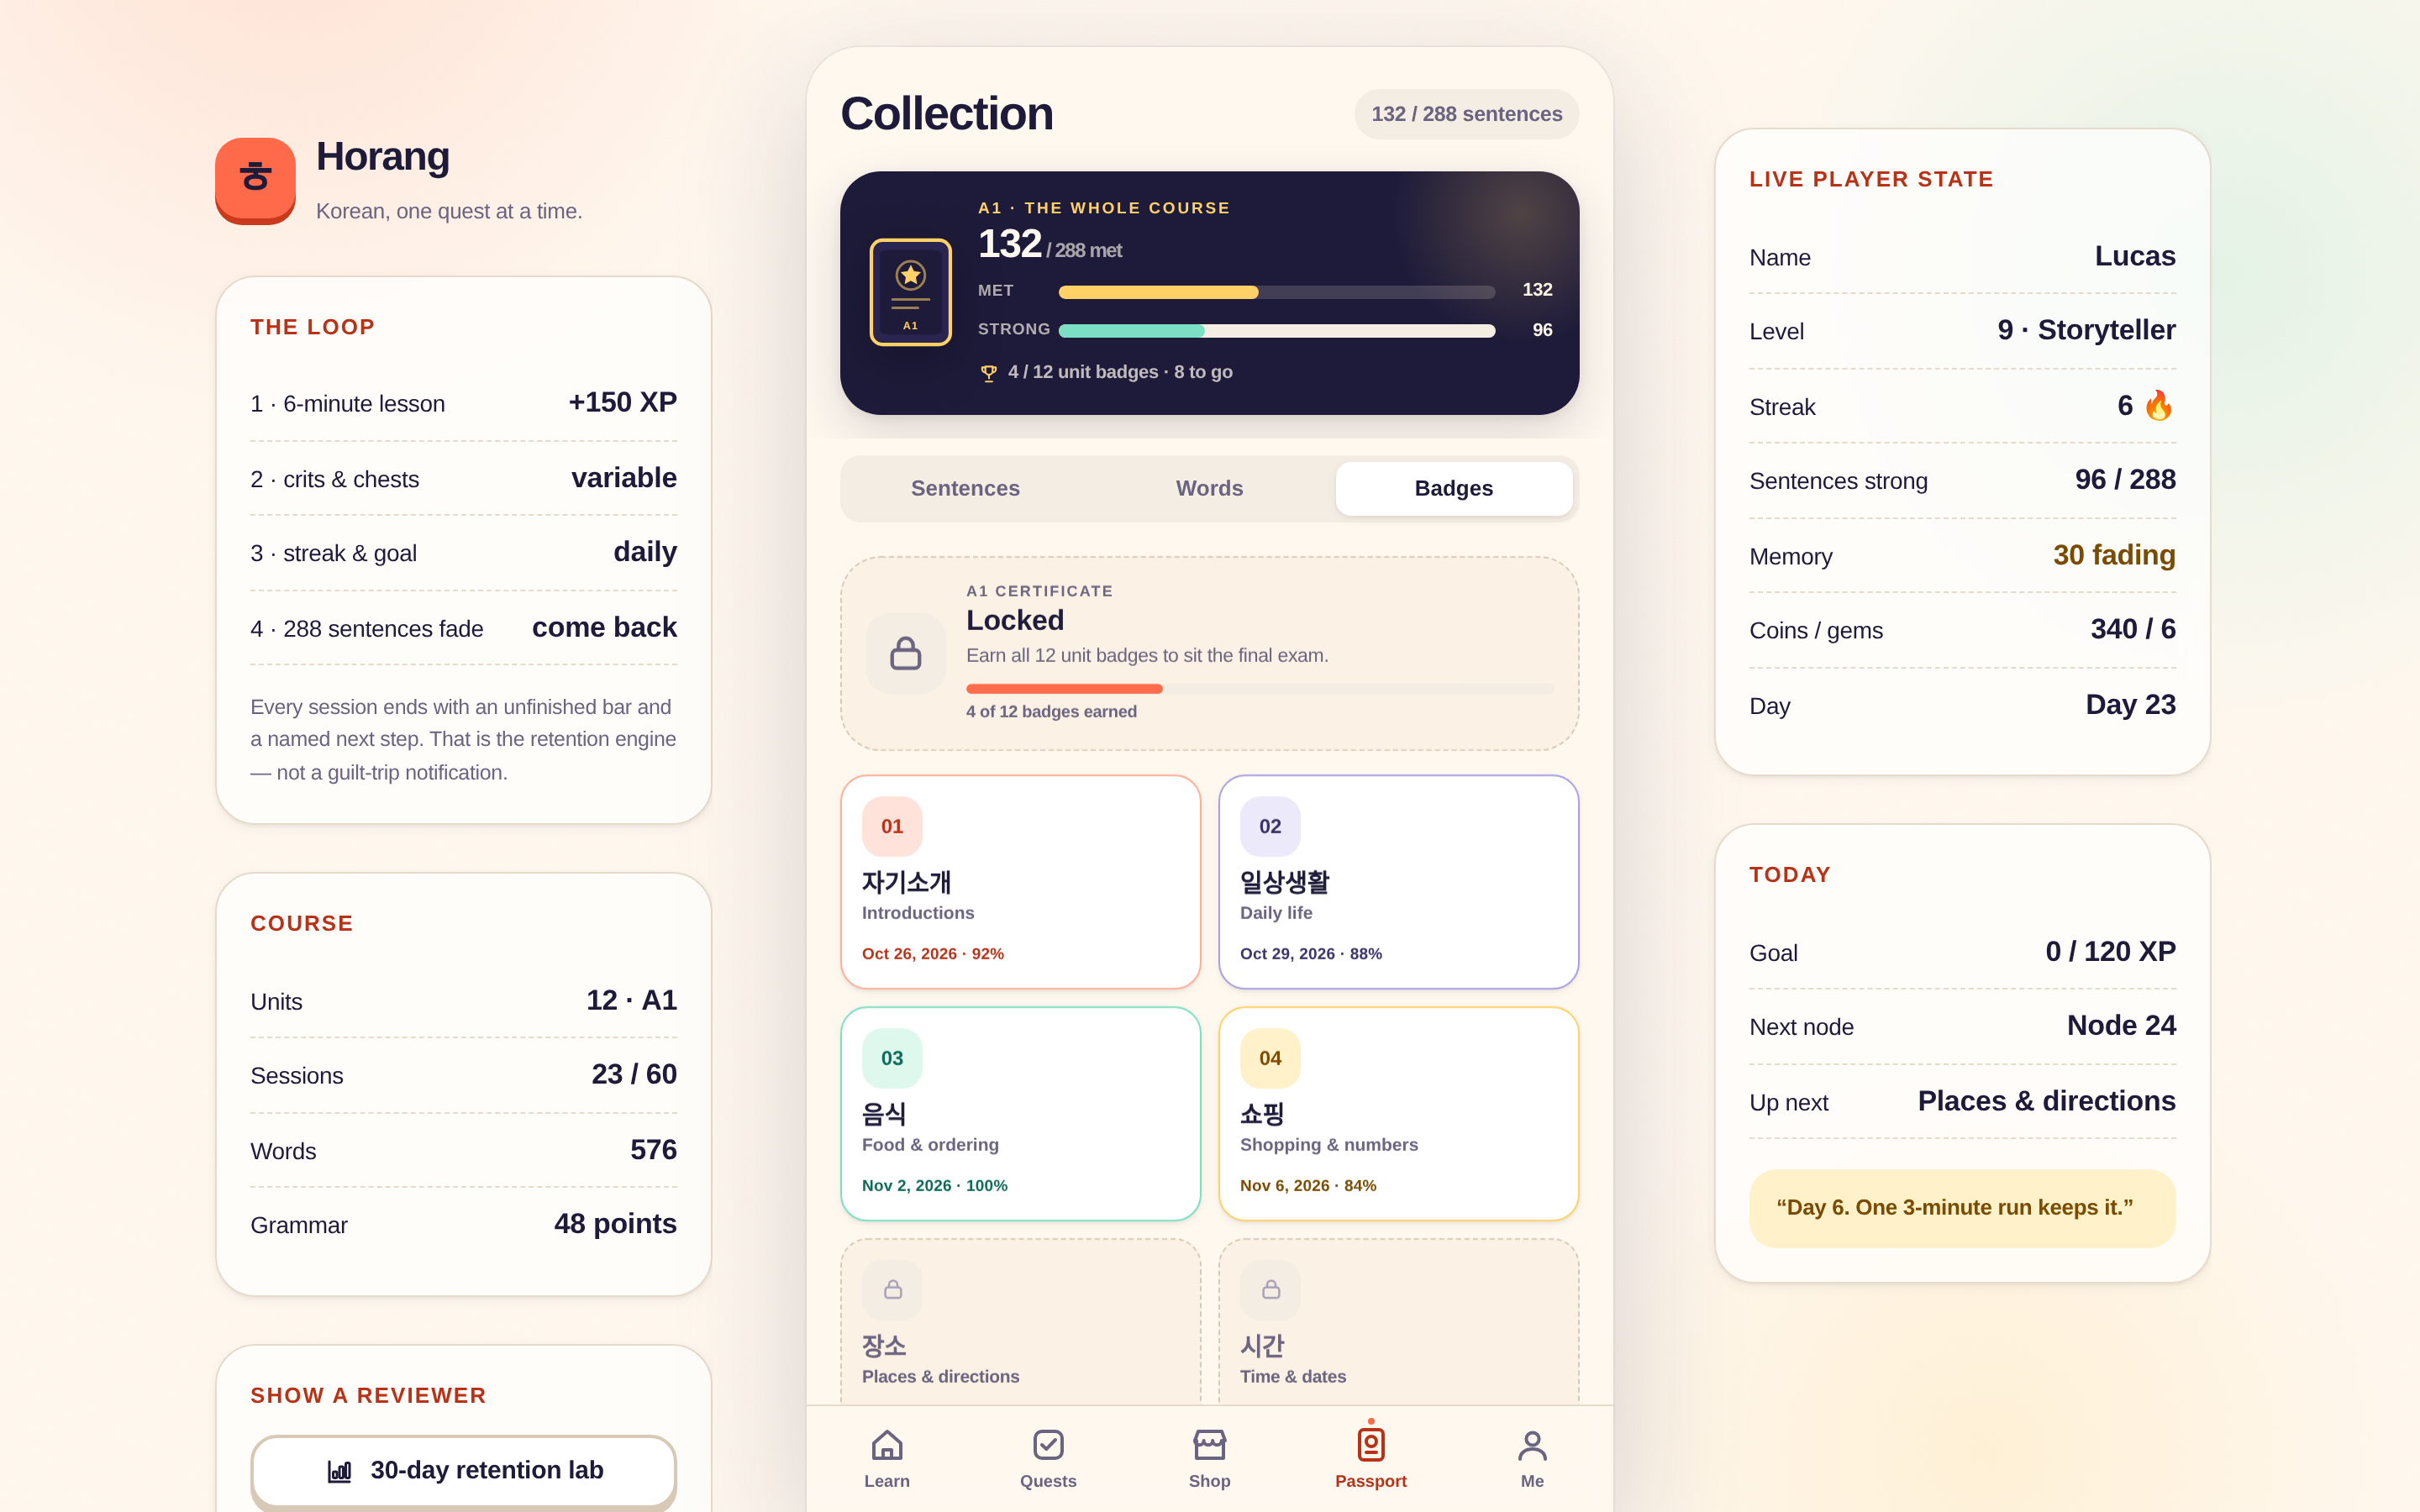 ㅎ
Horang
Korean, one quest at a time.
THE LOOP
1 · 6-minute lesson +150 XP
2 · crits & chests variable
3 · streak & goal daily
4 · 288 sentences fade come back
Every session ends with an unfinished bar and
a named next step. That is the retention engine
— not a guilt-trip notification.
COURSE
Units 12 · A1
Sessions 23 / 60
Words 576
Grammar 48 points
SHOW A REVIEWER
30-day retention lab
Collection
132 / 288 sentences
A1 · THE WHOLE COURSE
132 / 288 met
MET 132
STRONG 96
A1
4 / 12 unit badges · 8 to go
Sentences Words Badges
A1 CERTIFICATE
Locked
Earn all 12 unit badges to sit the final exam.
4 of 12 badges earned
01
자기소개
Introductions
Oct 26, 2026 · 92%
02
일상생활
Daily life
Oct 29, 2026 · 88%
03
음식
Food & ordering
Nov 2, 2026 · 100%
04
쇼핑
Shopping & numbers
Nov 6, 2026 · 84%
장소
Places & directions
시간
Time & dates
Learn Quests Shop Passport Me
LIVE PLAYER STATE
Name Lucas
Level 9 · Storyteller
Streak 6 🔥
Sentences strong 96 / 288
Memory 30 fading
Coins / gems 340 / 6
Day Day 23
TODAY
Goal 0 / 120 XP
Next node Node 24
Up next Places & directions
“Day 6. One 3-minute run keeps it.”